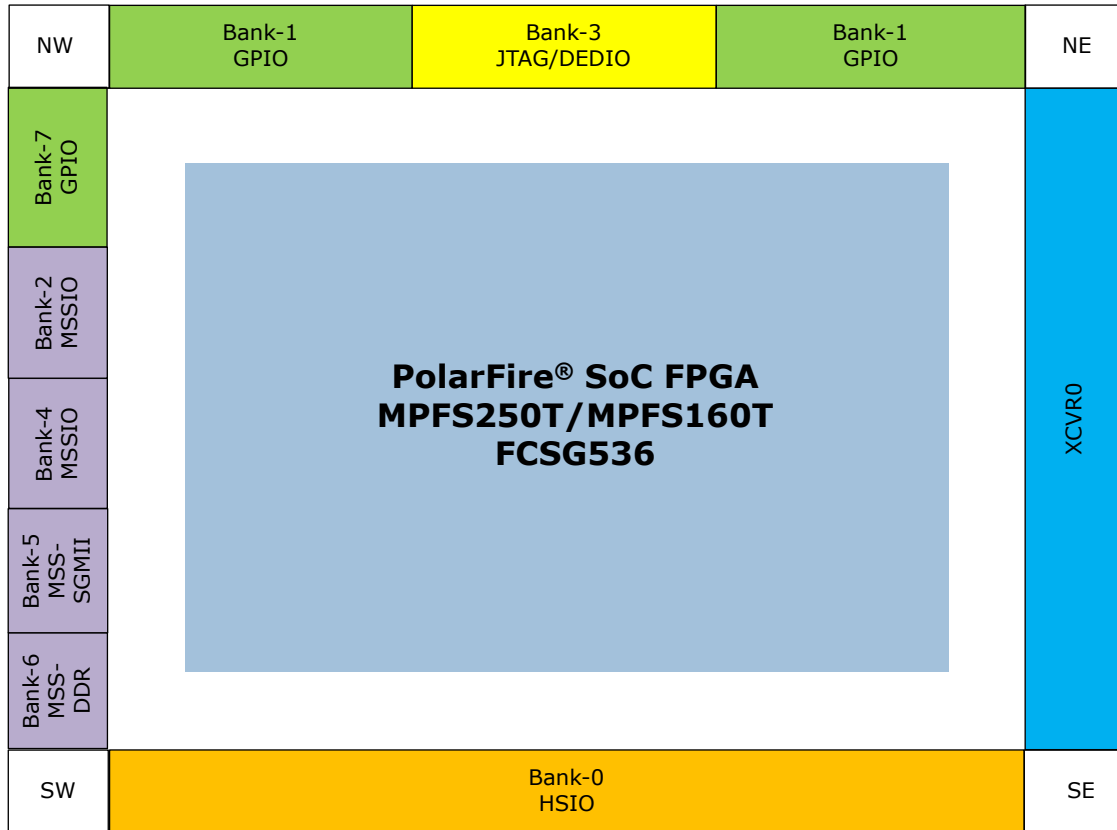 NW
Bank-1
GPIO
Bank-3
JTAG/DEDIO
Bank-1
GPIO
NE
Bank-7
GPIO
Bank-2
MSSIO
Bank-4
MSSIO
Bank-5
MSS-
SGMII
Bank-6
MSS-
DDR
PolarFire® SoC FPGA
MPFS250T/MPFS160T
FCSG536
XCVR0
SW
Bank-0
HSIO
SE